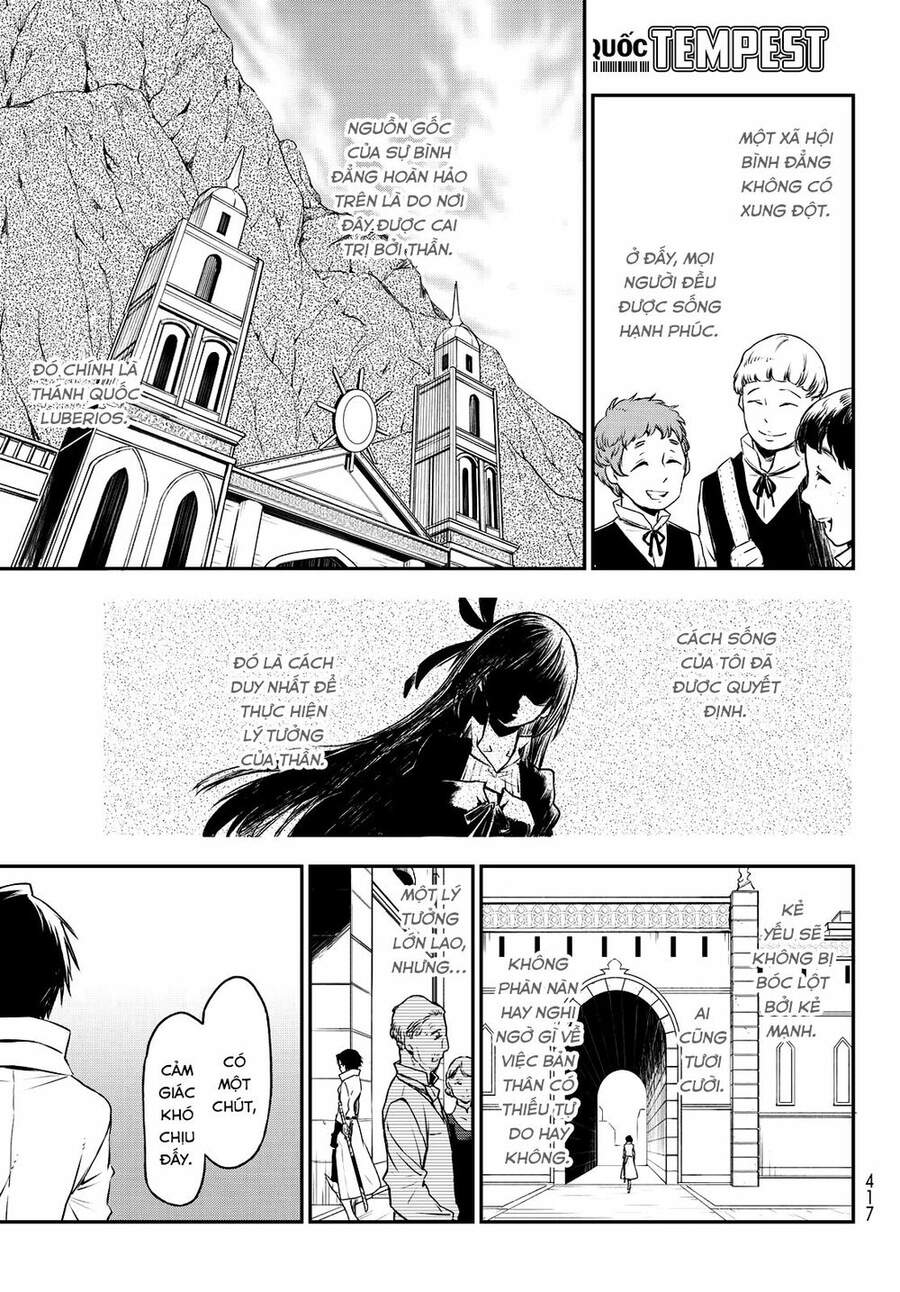 QUỐC TEMPEST
MỘT XÃ HỘI
BÌNH ĐẲNG
KHÔNG CÓ
XUNG ĐỘT.
Ở ĐẤY, MỌI
NGƯỜI ĐỀU
ĐƯỢC SỐNG
HẠNH PHÚC.
NGUỒN GỐC
CỦA SỰ BÌNH
ĐẲNG HOÀN HẢO
TRÊN LÀ DO NƠI
ĐÂY ĐƯỢC CAI
TRỊ BỞI THẦN.
ĐÓ CHÍNH LÀ
THÁNH QUỐC
LUBERIOS.
CÁCH SỐNG
CỦA TÔI ĐÃ
ĐƯỢC QUYẾT
ĐỊNH.
ĐÓ LÀ CÁCH
DUY NHẤT ĐỂ
THỰC HIỆN
LÝ TƯỞNG
CỦA THẦN.
KẺ
YẾU SẼ
KHÔNG BỊ
BÓC LỘT
BỞI KẺ
MẠNH.
AI
CŨNG
TƯƠI
CƯỜI.
KHÔNG
PHÀN NÀN
HAY NGHI
NGỜ GÌ VỀ
VIỆC BẢN
THÂN CÓ
THIẾU TỰ
DO HAY
KHÔNG.
MỘT LÝ
TƯỞNG
LỚN LAO,
NHƯNG...
CÓ
MỘT
CHÚT,
CẢM
GIÁC
KHÓ
CHỊU
ĐẤY.
417